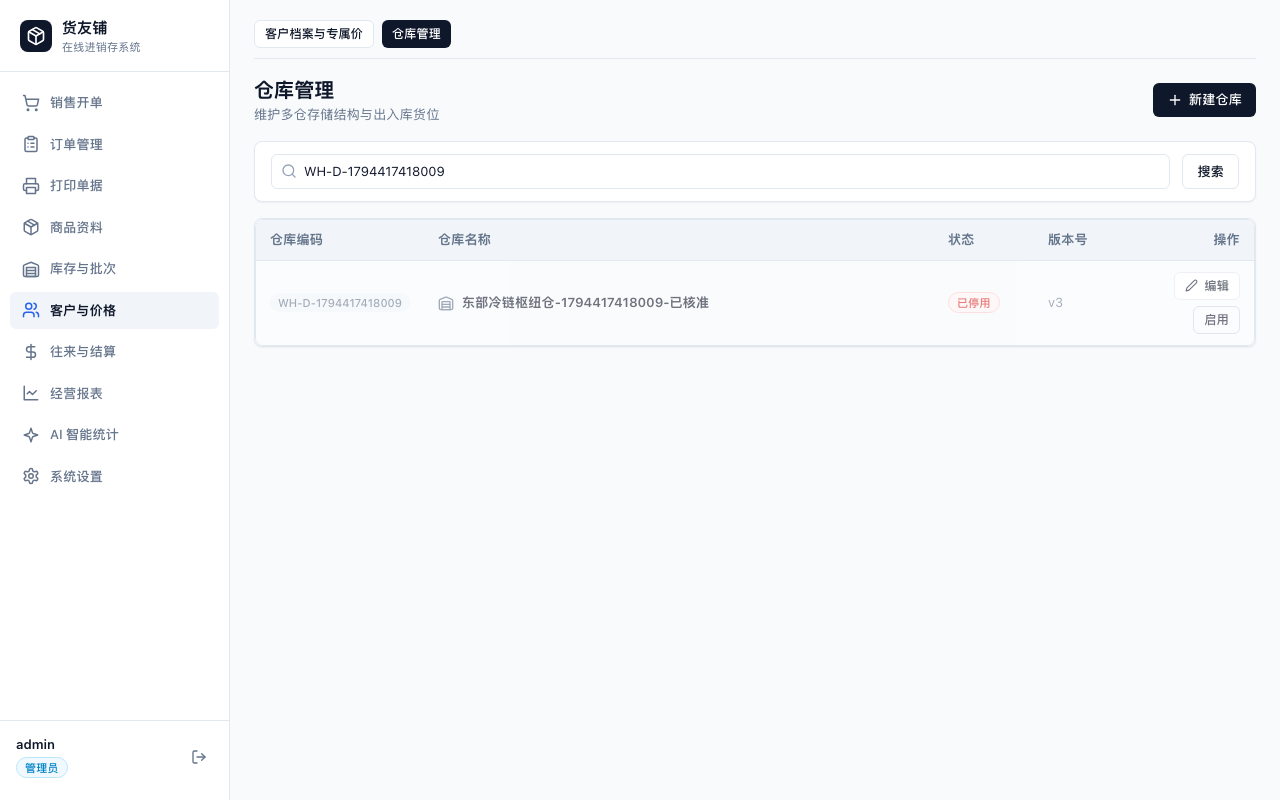 货友铺
在线进销存系统
销售开单
订单管理
打印单据
商品资料
库存与批次
客户与价格
往来与结算
经营报表
AI 智能统计
系统设置
admin
管理员
客户档案与专属价
仓库管理
仓库管理
维护多仓存储结构与出入库货位
新建仓库
WH-D-1794417418009
搜索
仓库编码 仓库名称 状态 版本号 操作
WH-D-1794417418009 东部冷链枢纽仓-1794417418009-已核准 已停用 v3 编辑
启用